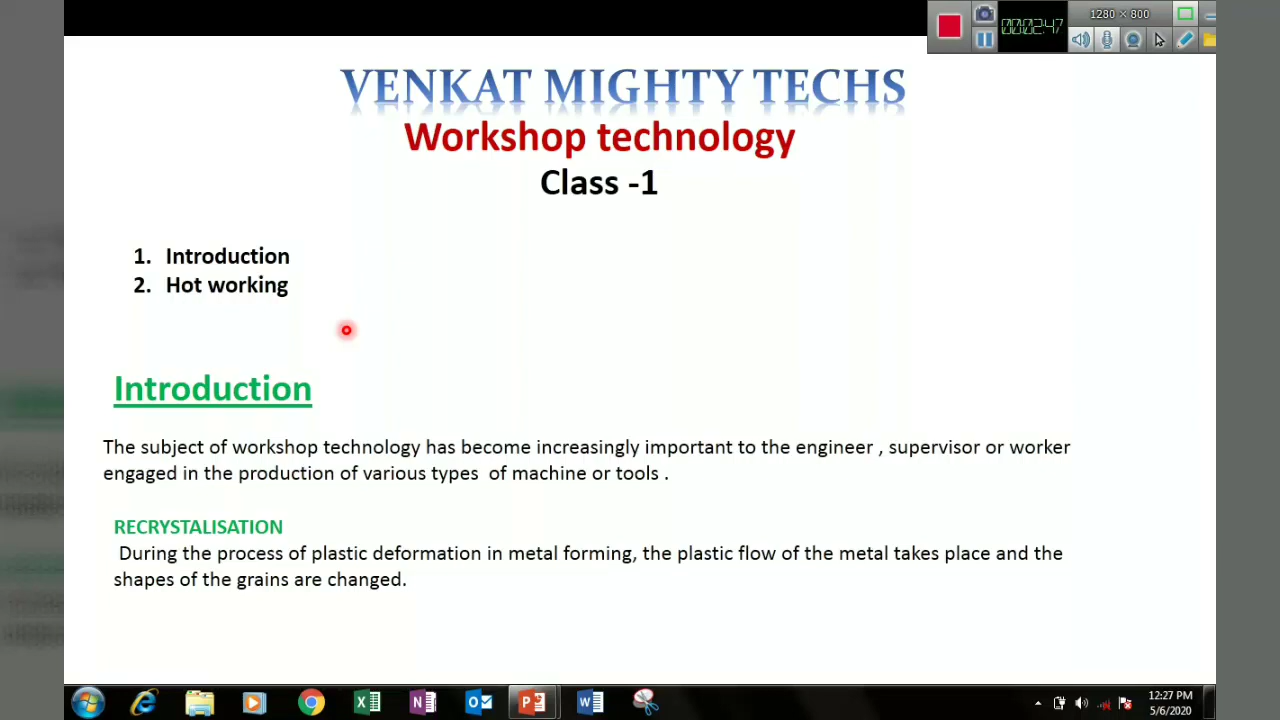 1280 × 800
00:02:47
VENKAT MIGHTY TECHS
Workshop technology
Class -1
1. Introduction
2. Hot working
Introduction
The subject of workshop technology has become increasingly important to the engineer , supervisor or worker
engaged in the production of various types of machine or tools .
RECRYSTALISATION
During the process of plastic deformation in metal forming, the plastic flow of the metal takes place and the
shapes of the grains are changed.
12:27 PM
5/6/2020